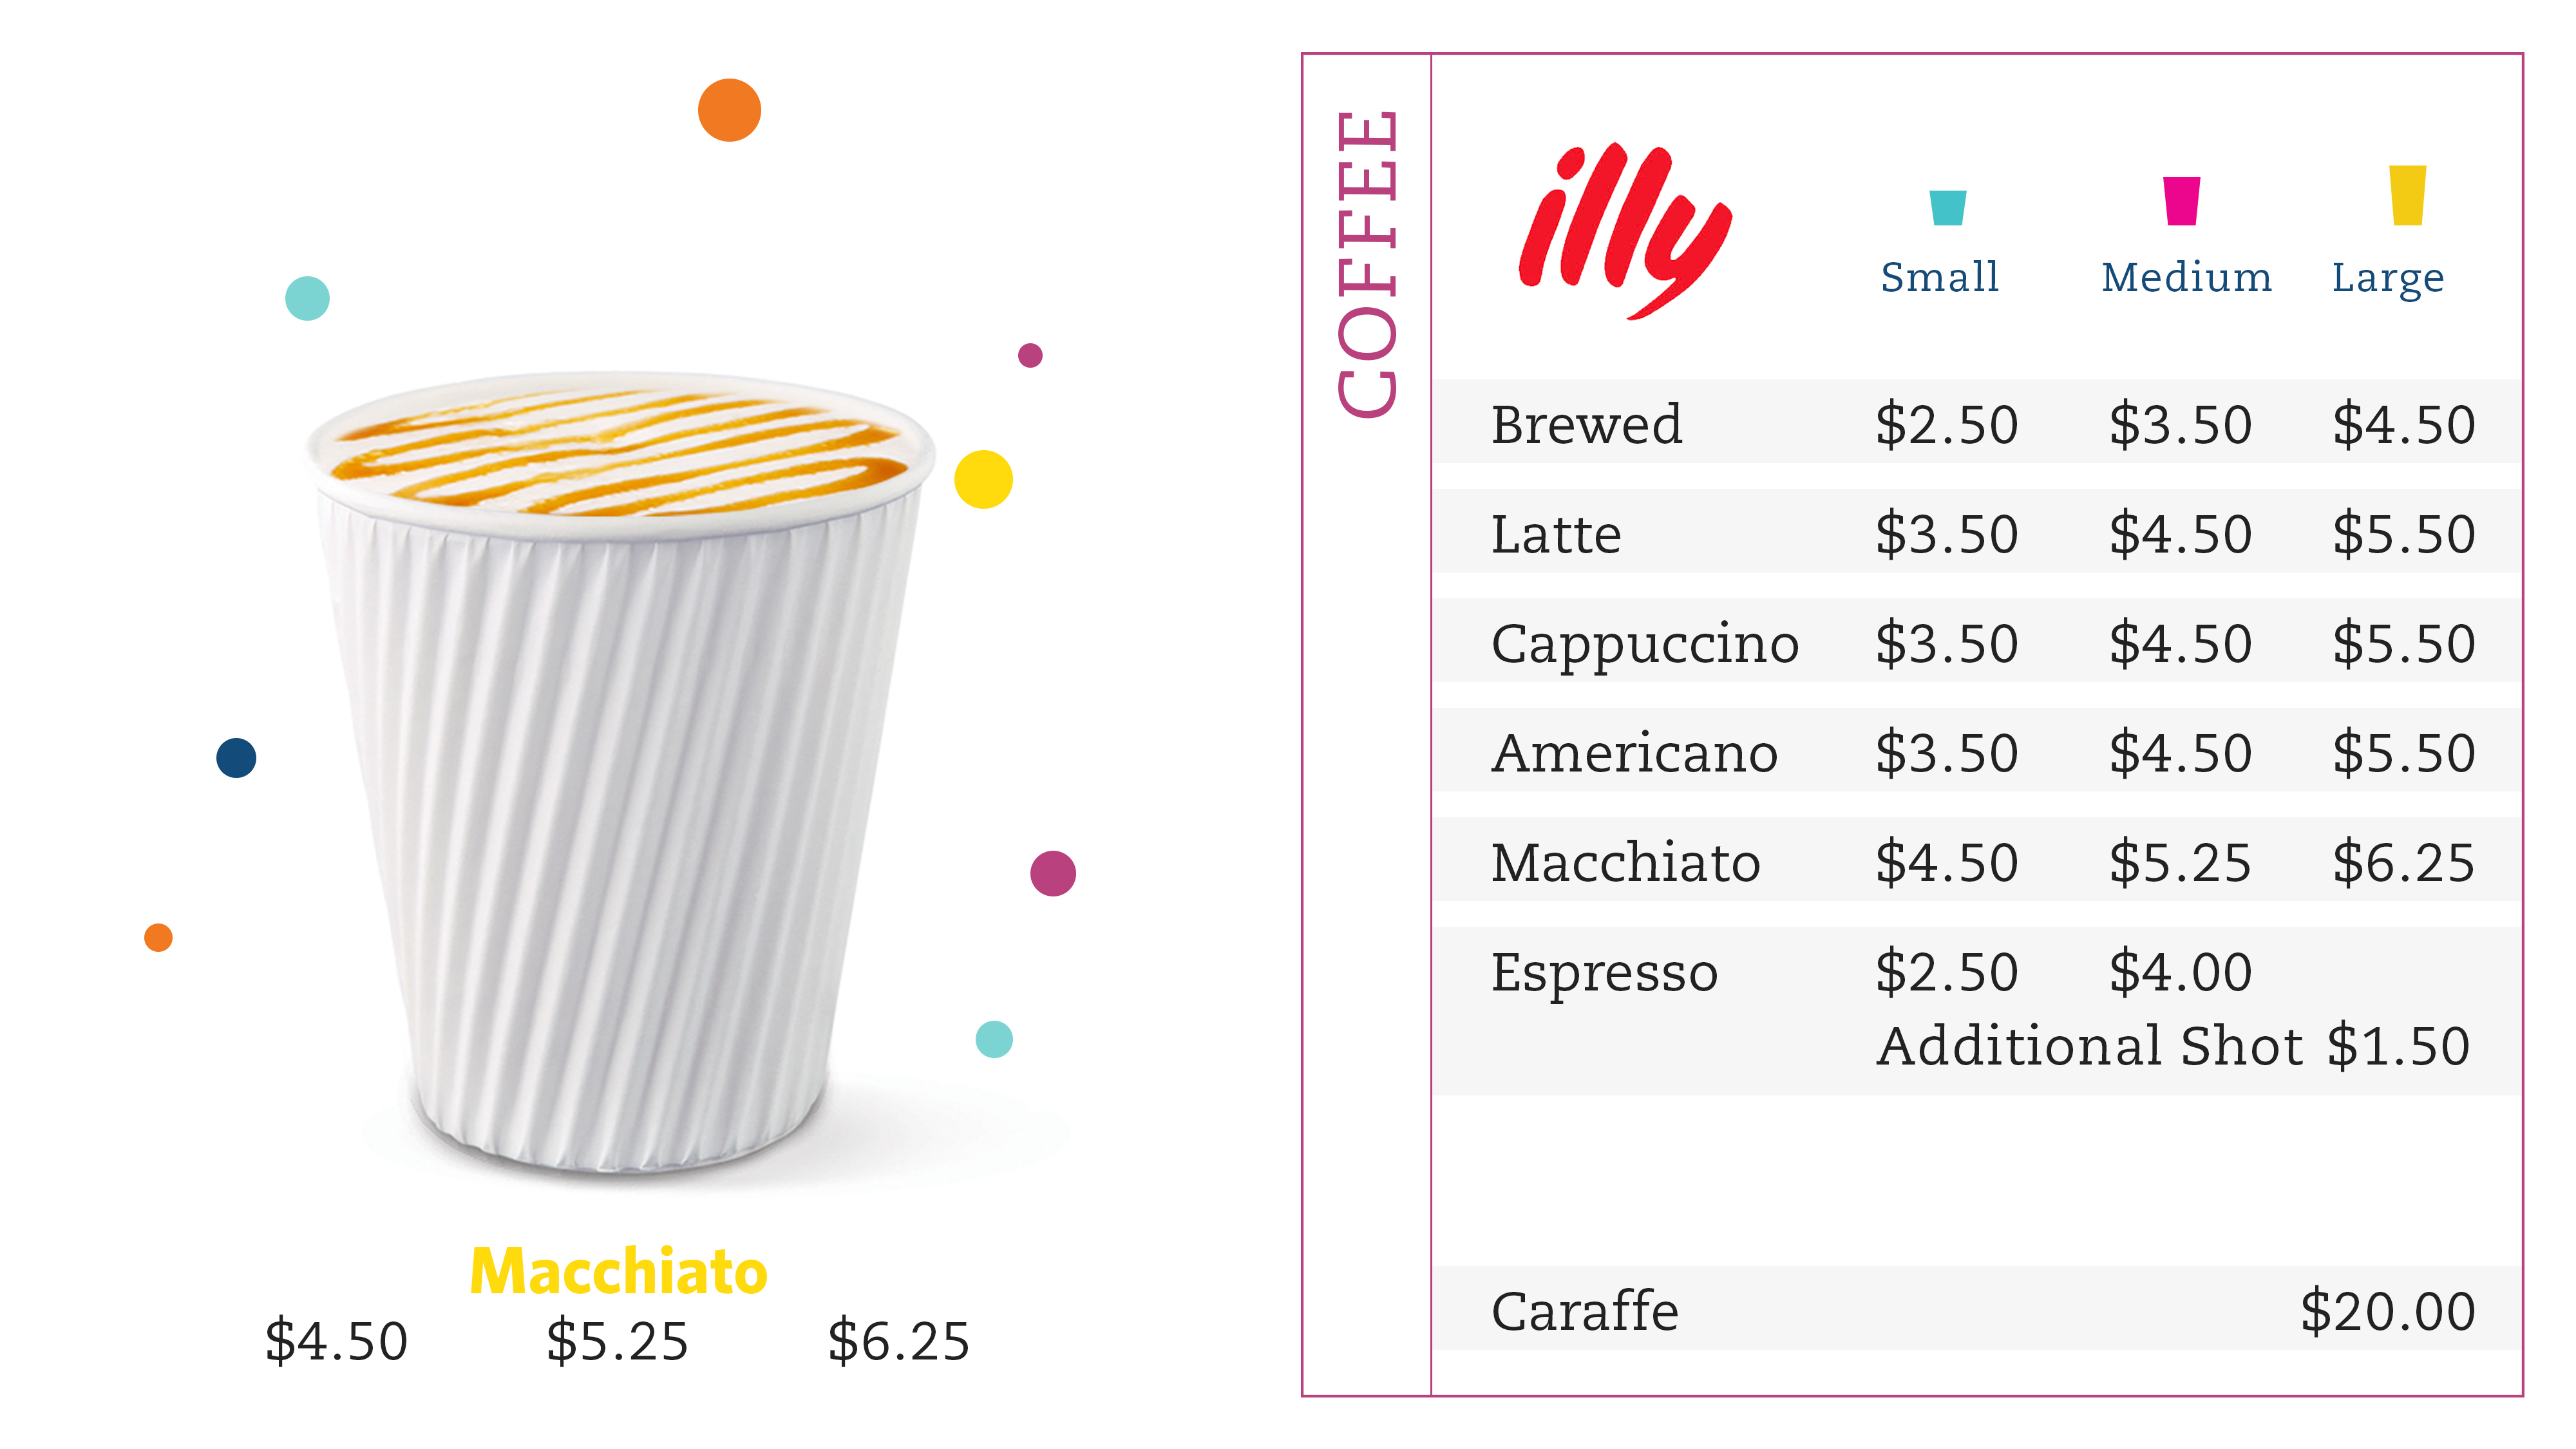 Macchiato
$4.50 $5.25 $6.25
COFFEE
illy
Small Medium Large
Brewed $2.50 $3.50 $4.50
Latte $3.50 $4.50 $5.50
Cappuccino $3.50 $4.50 $5.50
Americano $3.50 $4.50 $5.50
Macchiato $4.50 $5.25 $6.25
Espresso $2.50 $4.00
Additional Shot $1.50
Caraffe $20.00